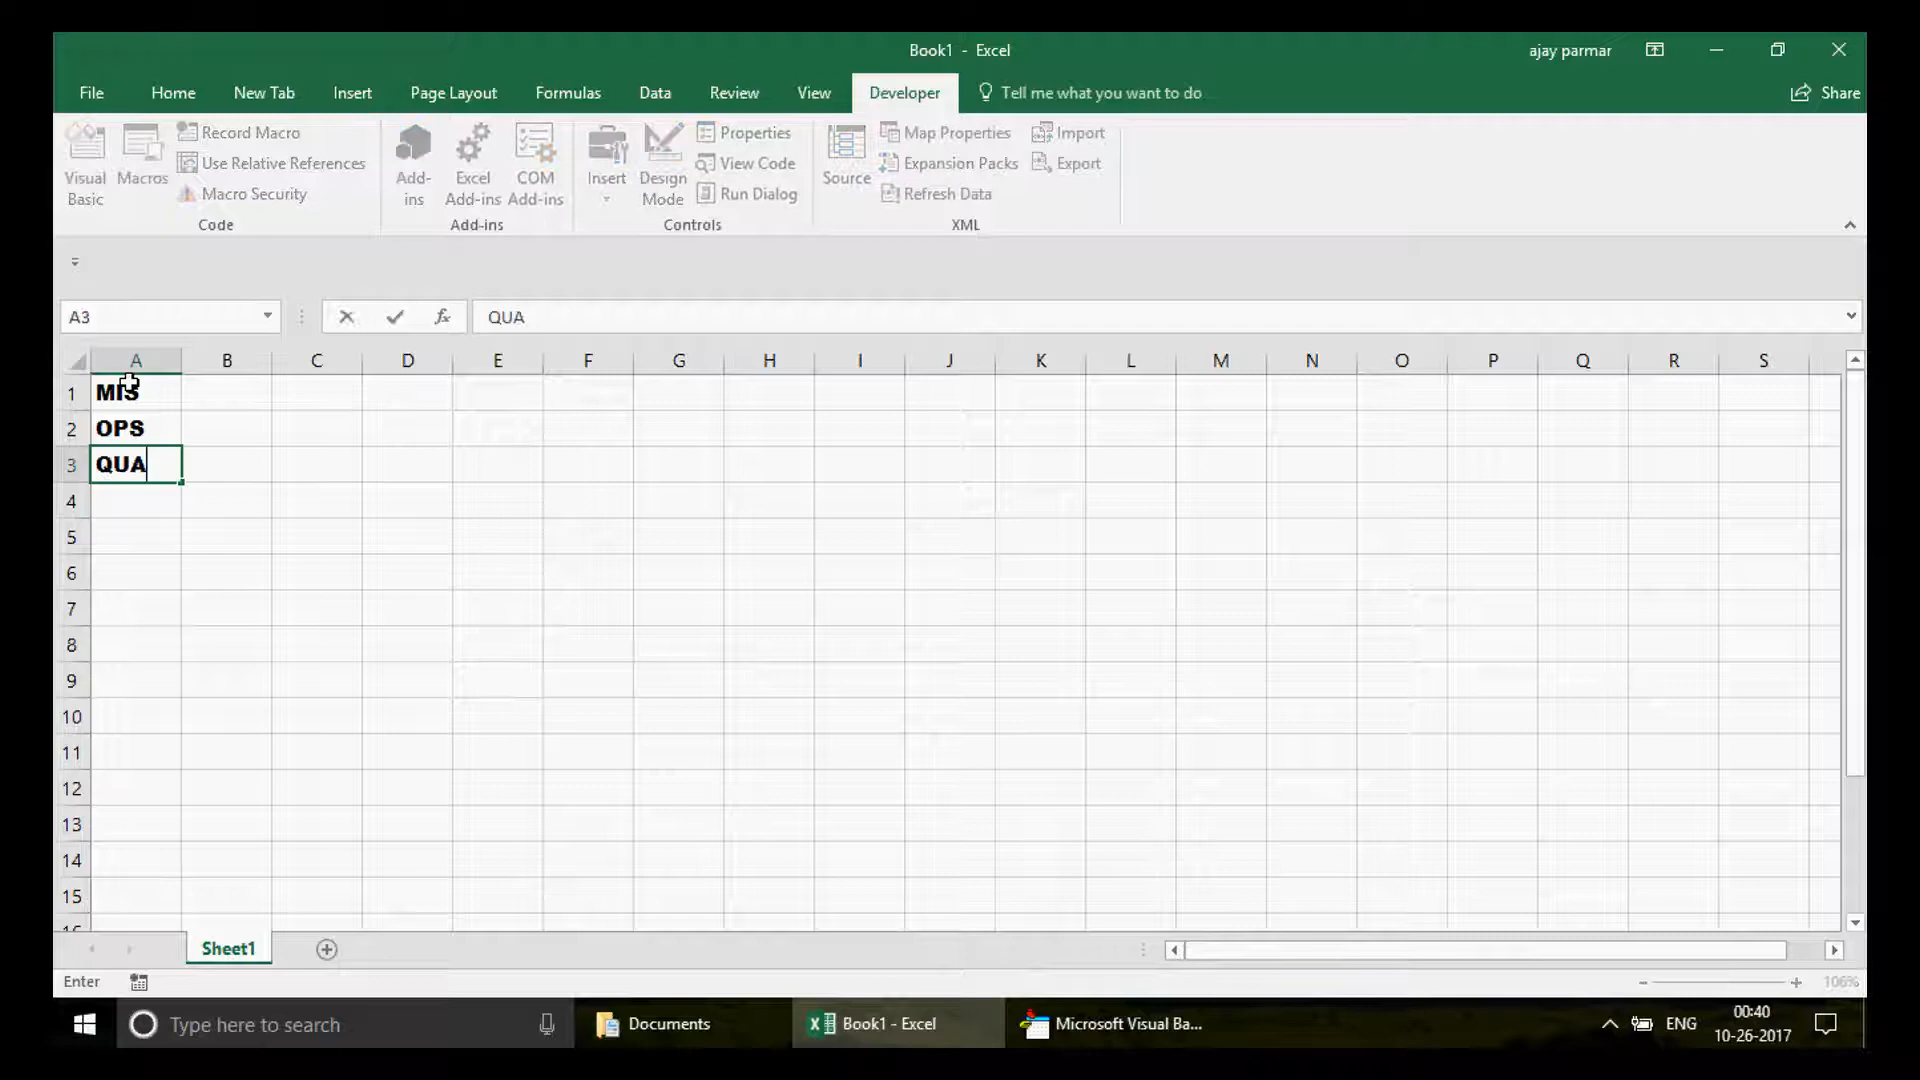 Book1 - Excel
ajay parmar
File Home New Tab Insert Page Layout Formulas Data Review View Developer Tell me what you want to do
Share
Visual Basic
Macros
Record Macro
Use Relative References
Macro Security
Code
Add-ins
Excel Add-ins
COM Add-ins
Add-ins
Insert
Design Mode
Properties
View Code
Run Dialog
Controls
Source
Map Properties
Expansion Packs
Refresh Data
Import
Export
XML
A3
fx
QUA
A B C D E F G H I J K L M N O P Q R S
1 MIS
2 OPS
3 QUA
4
5
6
7
8
9
10
11
12
13
14
15
16
Sheet1
Enter
106%
Type here to search
Documents
Book1 - Excel
Microsoft Visual Ba...
ENG
00:40
10-26-2017